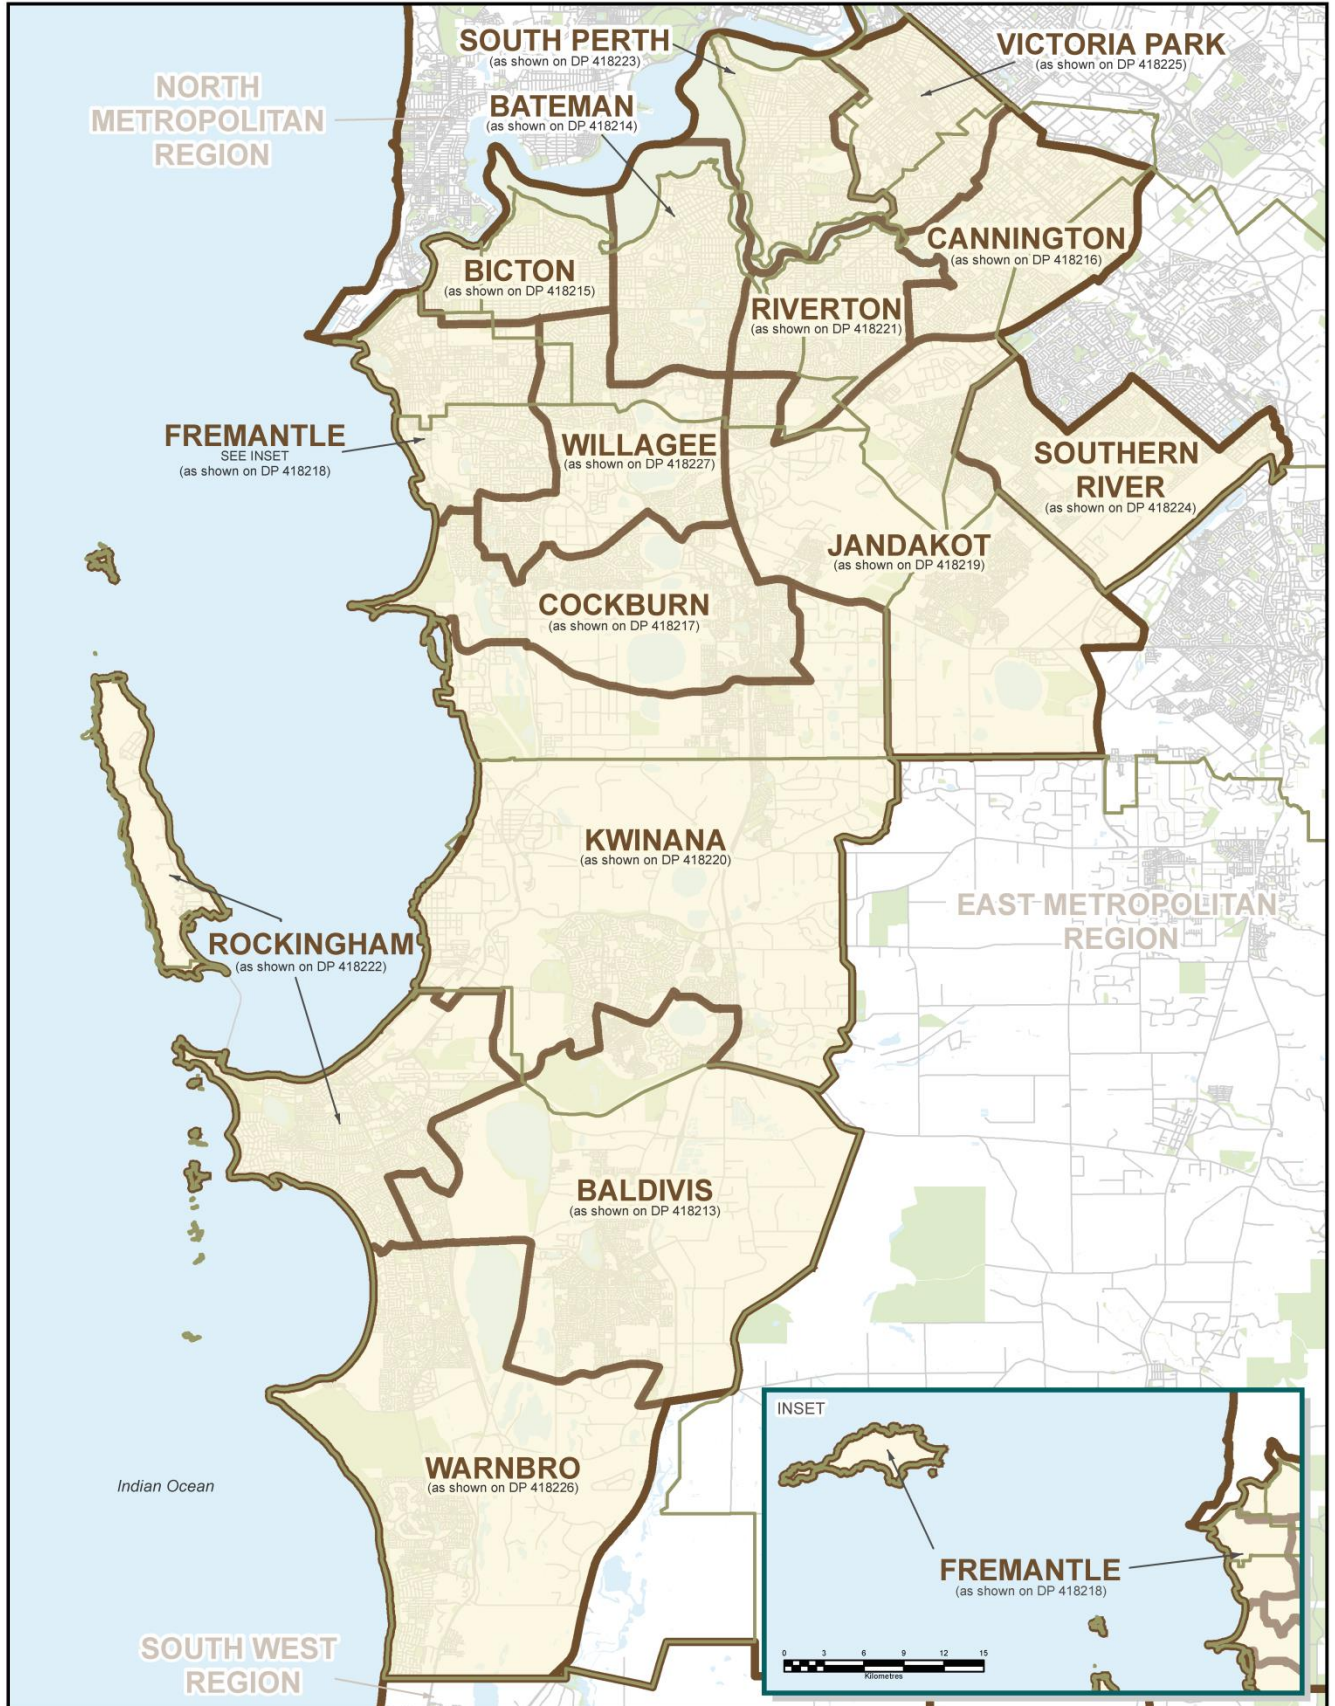 SOUTH PERTH
(as shown on DP 418223)
VICTORIA PARK
(as shown on DP 418225)
NORTH
METROPOLITAN
REGION
BATEMAN
(as shown on DP 418214)
CANNINGTON
(as shown on DP 418216)
BICTON
(as shown on DP 418215)
RIVERTON
(as shown on DP 418221)
FREMANTLE
SEE INSET
(as shown on DP 418218)
WILLAGEE
(as shown on DP 418227)
SOUTHERN
RIVER
(as shown on DP 418224)
JANDAKOT
(as shown on DP 418219)
COCKBURN
(as shown on DP 418217)
KWINANA
(as shown on DP 418220)
EAST METROPOLITAN
REGION
ROCKINGHAM
(as shown on DP 418222)
BALDIVIS
(as shown on DP 418213)
INSET
WARNBRO
(as shown on DP 418226)
Indian Ocean
FREMANTLE
(as shown on DP 418218)
SOUTH WEST
REGION
0 3 6 9 12 15
Kilometres